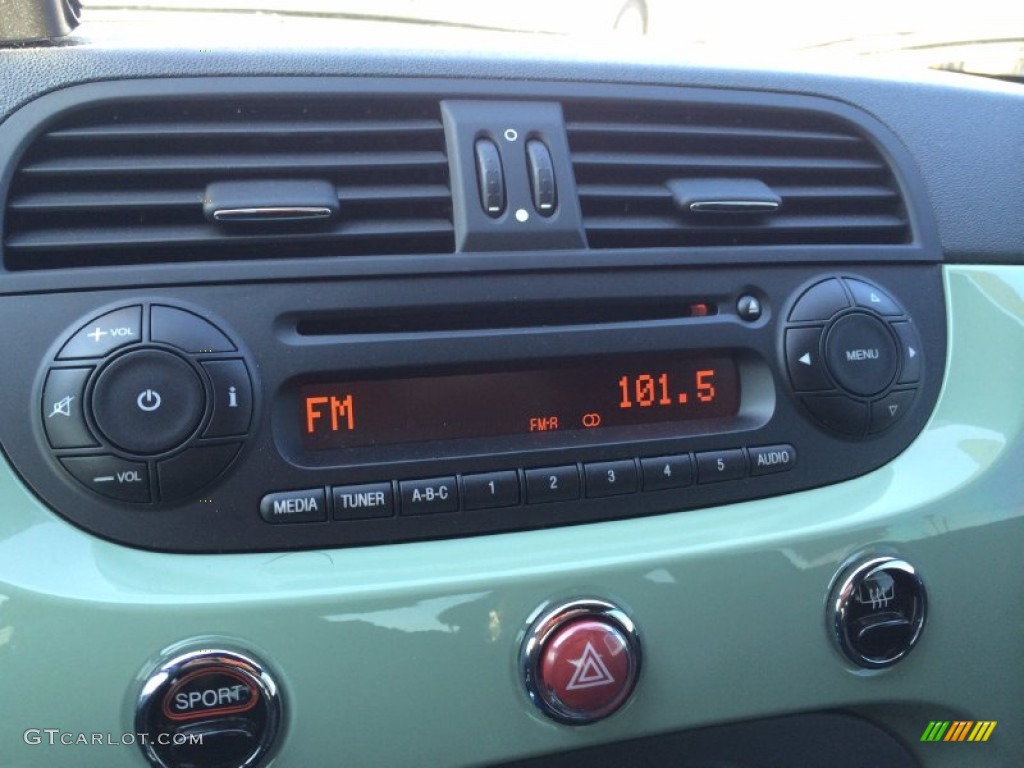 + VOL
i
- VOL
MENU
FM
101.5
FM-R
MEDIA TUNER A-B-C 1 2 3 4 5 AUDIO
SPORT
GTCARLOT.COM